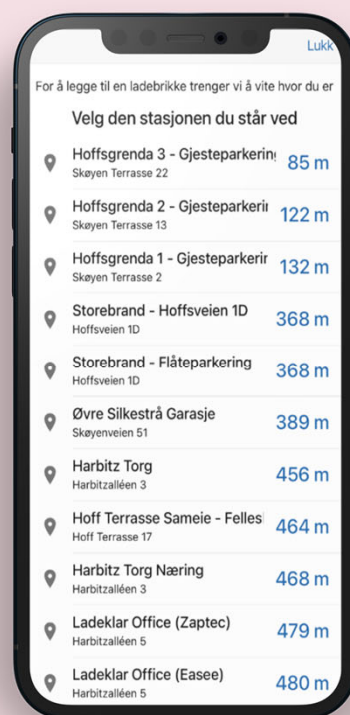 Lukk
For å legge til en ladebrikke trenger vi å vite hvor du er
Velg den stasjonen du står ved
Hoffsgrenda 3 - Gjesteparkering
85 m
Skøyen Terrasse 22
Hoffsgrenda 2 - Gjesteparkerir
122 m
Skøyen Terrasse 13
Hoffsgrenda 1 - Gjesteparkerir
132 m
Skøyen Terrasse 2
Storebrand - Hoffsveien 1D
368 m
Hoffsveien 1D
Storebrand - Flåteparkering
368 m
Hoffsveien 1D
Øvre Silkestrå Garasje
389 m
Skøyenveien 51
Harbitz Torg
456 m
Harbitzalléen 3
Hoff Terrasse Sameie - Felles
464 m
Hoff Terrasse 17
Harbitz Torg Næring
468 m
Harbitzalléen 3
Ladeklar Office (Zaptec)
479 m
Harbitzalléen 5
Ladeklar Office (Easee)
480 m
Harbitzalléen 5